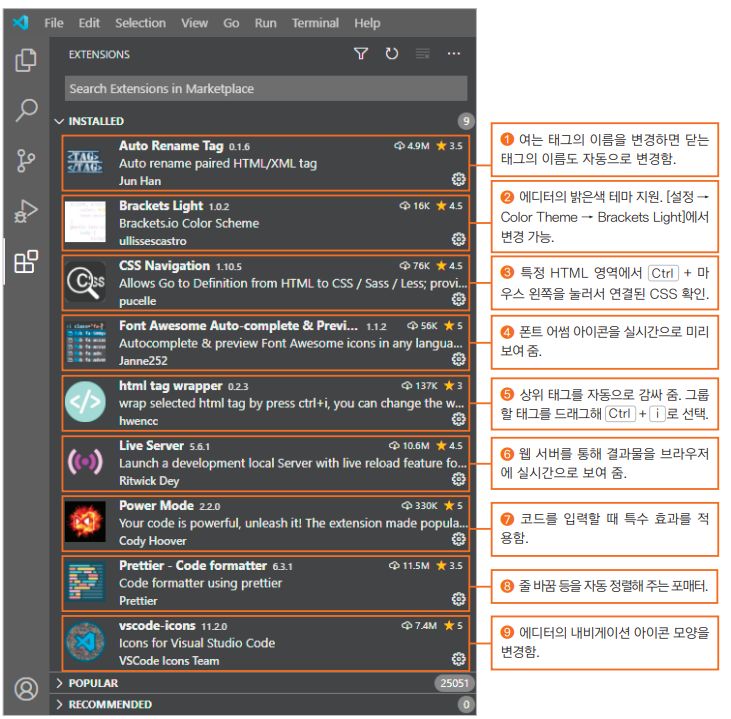 File Edit Selection View Go Run Terminal Help
EXTENSIONS
Search Extensions in Marketplace
INSTALLED 9
Auto Rename Tag 0.1.6 4.9M 3.5
Auto rename paired HTML/XML tag
Jun Han
Brackets Light 1.0.2 16K 4.5
Brackets.io Color Scheme
ullissescastro
CSS Navigation 1.10.5 76K 4.5
Allows Go to Definition from HTML to CSS / Sass / Less; provi...
pucelle
Font Awesome Auto-complete & Previ... 1.1.2 56K 5
Autocomplete & preview Font Awesome icons in any langua...
Janne252
html tag wrapper 0.2.3 137K 3
wrap selected html tag by press ctrl+i, you can change the w...
hwencc
Live Server 5.6.1 10.6M 4.5
Launch a development local Server with live reload feature fo...
Ritwick Dey
Power Mode 2.2.0 330K 5
Your code is powerful, unleash it! The extension made popula...
Cody Hoover
Prettier - Code formatter 6.3.1 11.5M 3.5
Code formatter using prettier
Prettier
vscode-icons 11.2.0 7.4M 5
Icons for Visual Studio Code
VSCode Icons Team
POPULAR 25051
RECOMMENDED 0
❶ 여는 태그의 이름을 변경하면 닫는
태그의 이름도 자동으로 변경함.
❷ 에디터의 밝은색 테마 지원. [설정 →
Color Theme → Brackets Light]에서
변경 가능.
❸ 특정 HTML 영역에서 Ctrl + 마
우스 왼쪽을 눌러서 연결된 CSS 확인.
❹ 폰트 어썸 아이콘을 실시간으로 미리
보여 줌.
❺ 상위 태그를 자동으로 감싸 줌. 그룹
할 태그를 드래그해 Ctrl + i 로 선택.
❻ 웹 서버를 통해 결과물을 브라우저
에 실시간으로 보여 줌.
❼ 코드를 입력할 때 특수 효과를 적
용함.
❽ 줄 바꿈 등을 자동 정렬해 주는 포매터.
❾ 에디터의 내비게이션 아이콘 모양을
변경함.